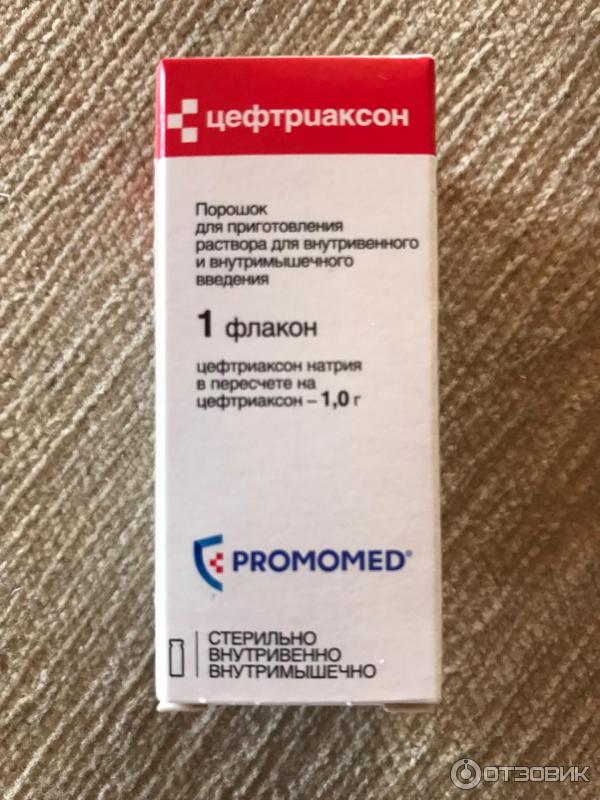 цефтриаксон
Порошок
для приготовления
раствора для внутривенного
и внутримышечного
введения
1 флакон
цефтриаксон натрия
в пересчете на
цефтриаксон – 1,0 г
PROMOMED®
СТЕРИЛЬНО
ВНУТРИВЕННО
ВНУТРИМЫШЕЧНО
ОТЗОВИК